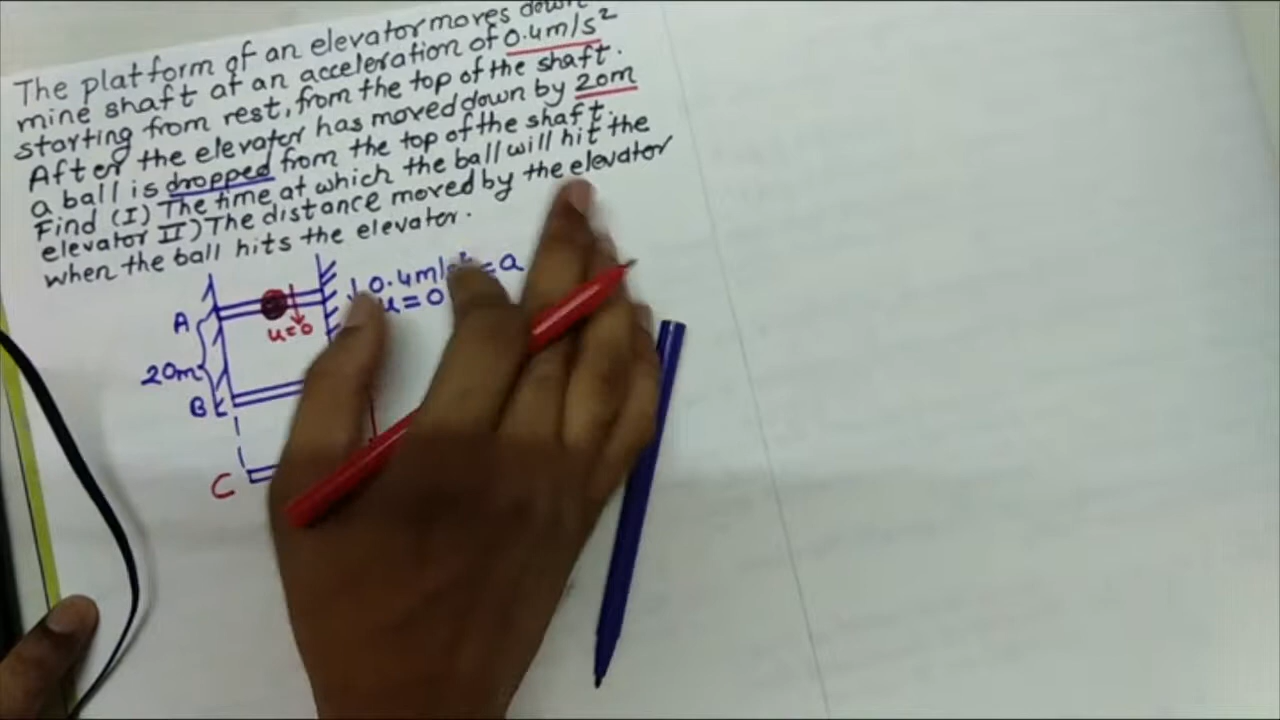 The platform of an elevator moves down
mine shaft at an acceleration of 0.4m/s²
starting from rest, from the top of the shaft.
After the elevator has moved down by 20m
a ball is dropped from the top of the shaft.
Find (I) The time at which the ball will hit the
elevator II) The distance moved by the elevator
when the ball hits the elevator.
0.4m/ = a
u=0
A
u=0
20m
B
C